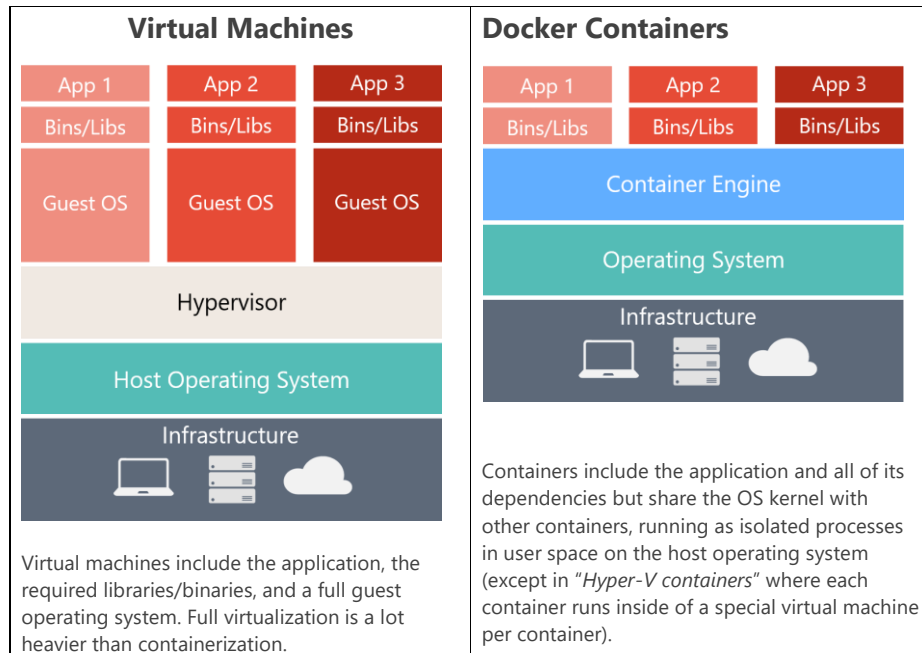 Virtual Machines
App 1 App 2 App 3
Bins/Libs Bins/Libs Bins/Libs
Guest OS Guest OS Guest OS
Hypervisor
Host Operating System
Infrastructure
Virtual machines include the application, the
required libraries/binaries, and a full guest
operating system. Full virtualization is a lot
heavier than containerization.
Docker Containers
App 1 App 2 App 3
Bins/Libs Bins/Libs Bins/Libs
Container Engine
Operating System
Infrastructure
Containers include the application and all of its
dependencies but share the OS kernel with
other containers, running as isolated processes
in user space on the host operating system
(except in “Hyper-V containers” where each
container runs inside of a special virtual machine
per container).